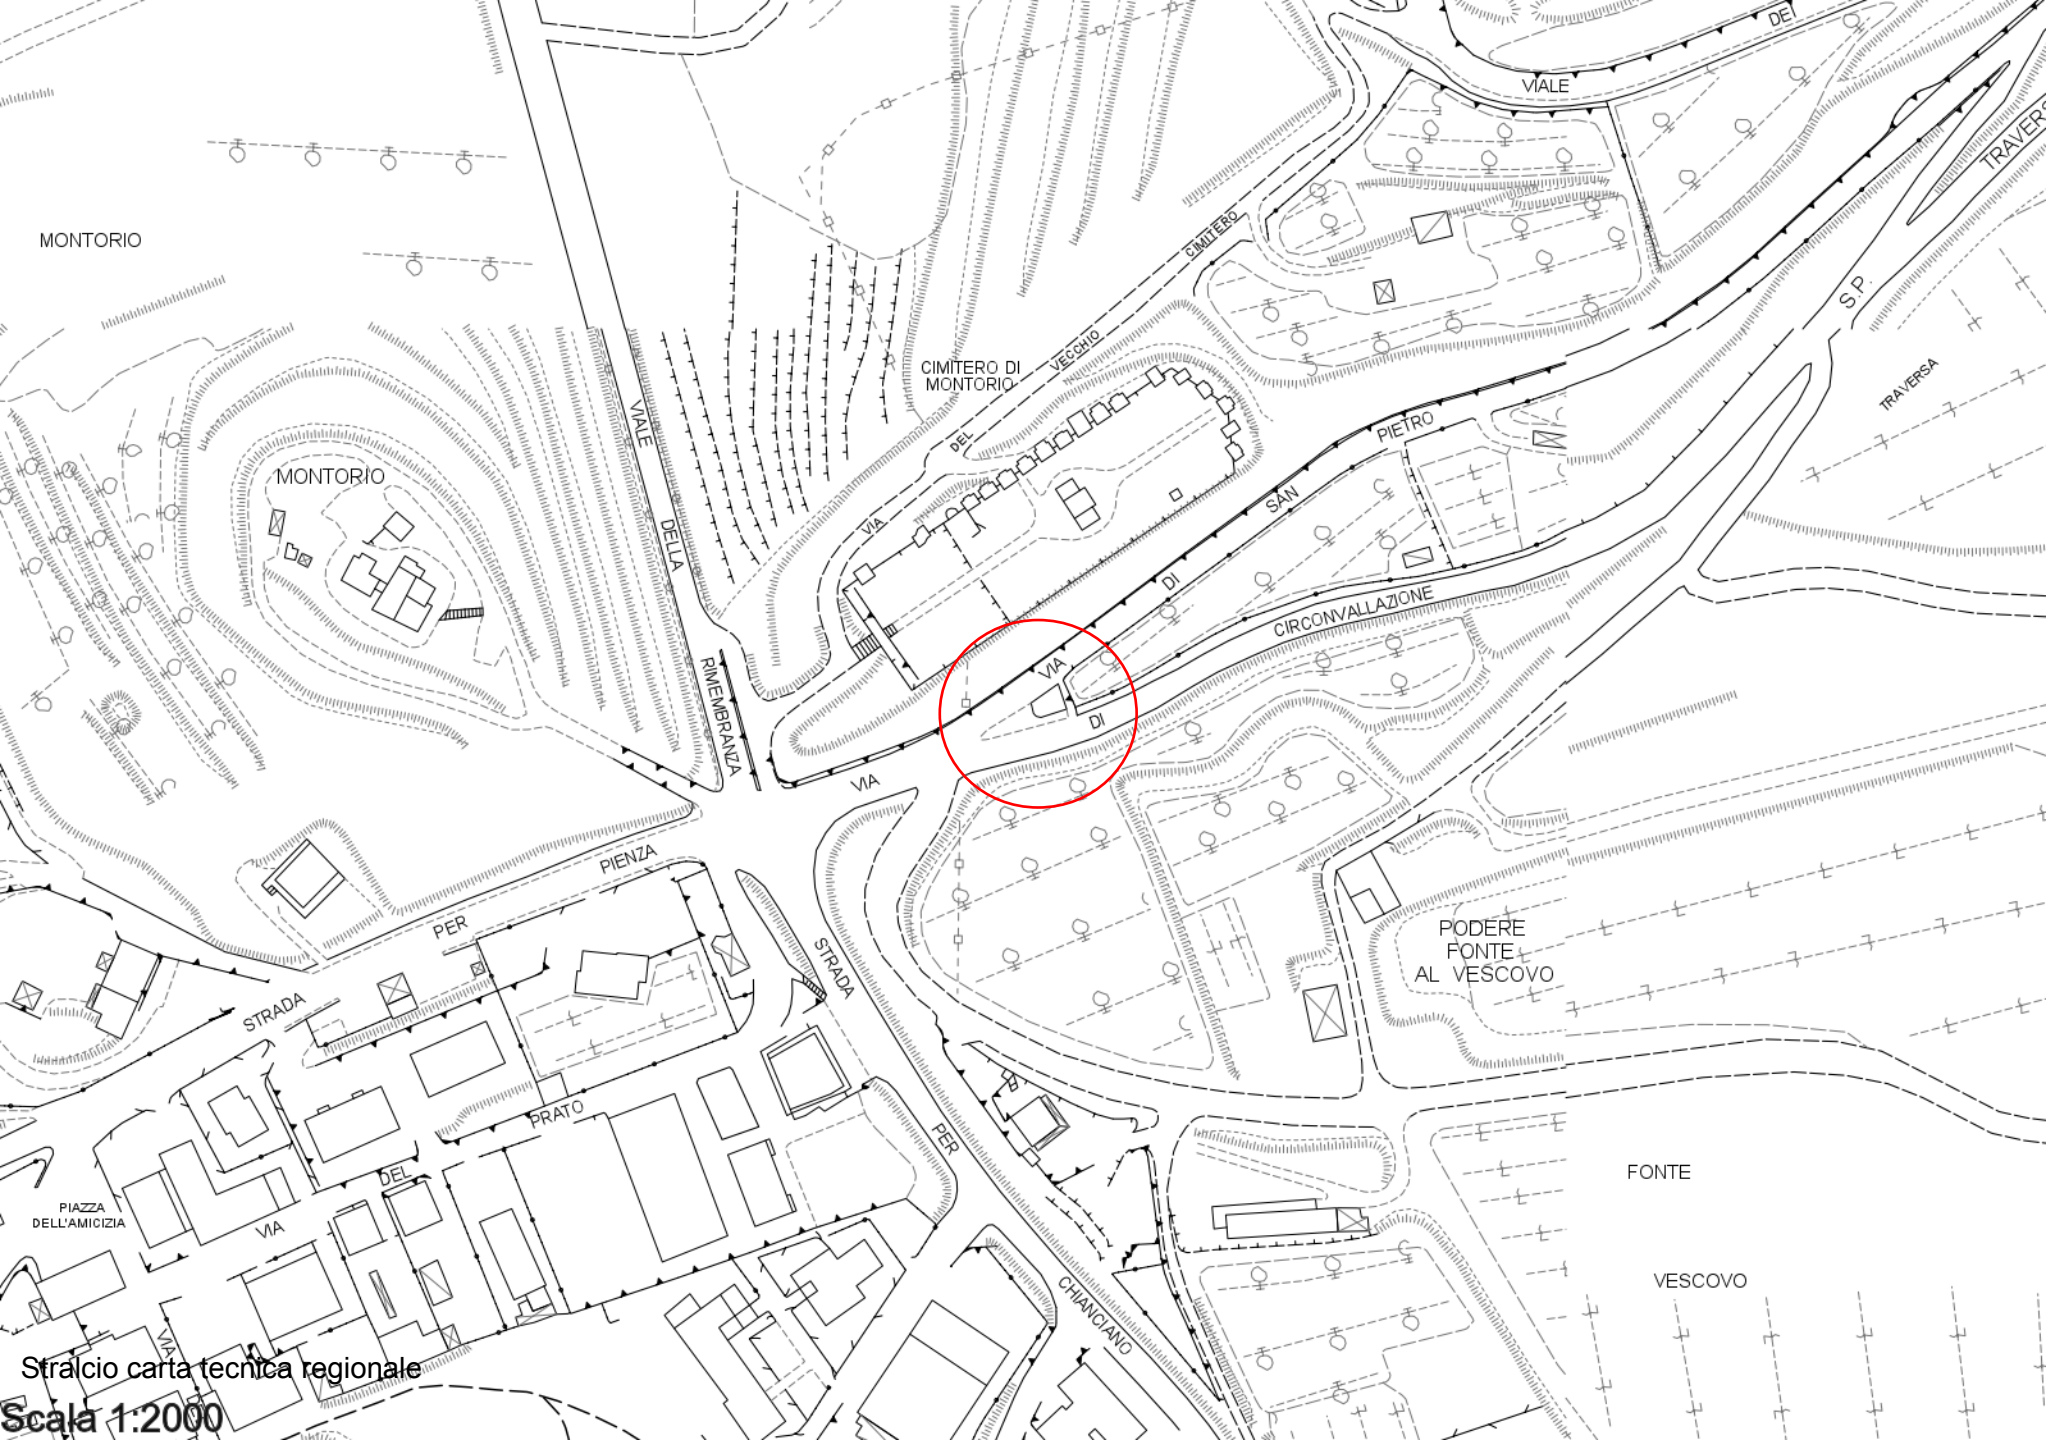 DEI
VIALE
TRAVERSA
MONTORIO
CIMITERO
S.P.
VECCHIO
CIMITERO DI
MONTORIO
TRAVERSA
VIALE
PIETRO
DEL
MONTORIO
SAN
VIA
DELLA
DI
CIRCONVALLAZIONE
VIA
RIMEMBRANZA
DI
VIA
PIENZA
PER
STRADA
PODERE
FONTE
AL VESCOVO
STRADA
PRATO
PER
DEL
FONTE
PIAZZA
DELL'AMICIZIA
VIA
VESCOVO
CHIANCIANO
VIA
Stralcio carta tecnica regionale
Scala 1:2000